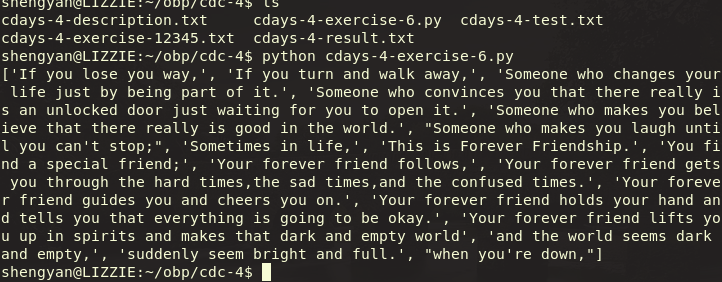 shengyan@LIZZIE:~/obp/cdc-4$ ls
cdays-4-description.txt     cdays-4-exercise-6.py  cdays-4-test.txt
cdays-4-exercise-12345.txt  cdays-4-result.txt
shengyan@LIZZIE:~/obp/cdc-4$ python cdays-4-exercise-6.py
['If you lose you way,', 'If you turn and walk away,', 'Someone who changes your
 life just by being part of it.', 'Someone who convinces you that there really i
s an unlocked door just waiting for you to open it.', 'Someone who makes you bel
ieve that there really is good in the world.', "Someone who makes you laugh unti
l you can't stop;", 'Sometimes in life,', 'This is Forever Friendship.', 'You fi
nd a special friend;', 'Your forever friend follows,', 'Your forever friend gets
 you through the hard times,the sad times,and the confused times.', 'Your foreve
r friend guides you and cheers you on.', 'Your forever friend holds your hand an
d tells you that everything is going to be okay.', 'Your forever friend lifts yo
u up in spirits and makes that dark and empty world', 'and the world seems dark 
and empty,', 'suddenly seem bright and full.', "when you're down,"]
shengyan@LIZZIE:~/obp/cdc-4$